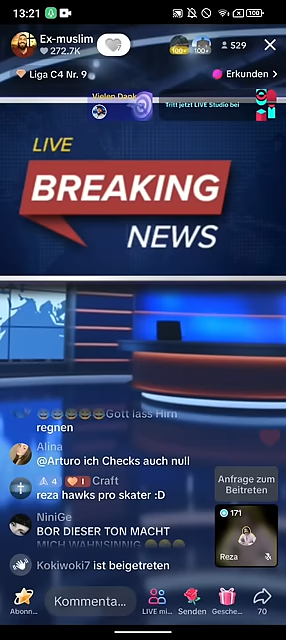 13:21
100
Ex-muslim
272.7K
100+
529
Liga C4 Nr. 9
Erkunden >
Vielen Dank
Tritt jetzt LIVE Studio bei
LIVE
BREAKING
NEWS
Gott lass Hirn
regnen
Alina
@Arturo ich Checks auch null
4 1 Craft
reza hawks pro skater :D
Anfrage zum
Beitreten
NiniGe
BOR DIESER TON MACHT
MICH WAHNSINNIG
171
Reza
Kokiwoki7 ist beigetreten
Abonn...
Kommenta...
LIVE mi...
Senden
Gesche...
70